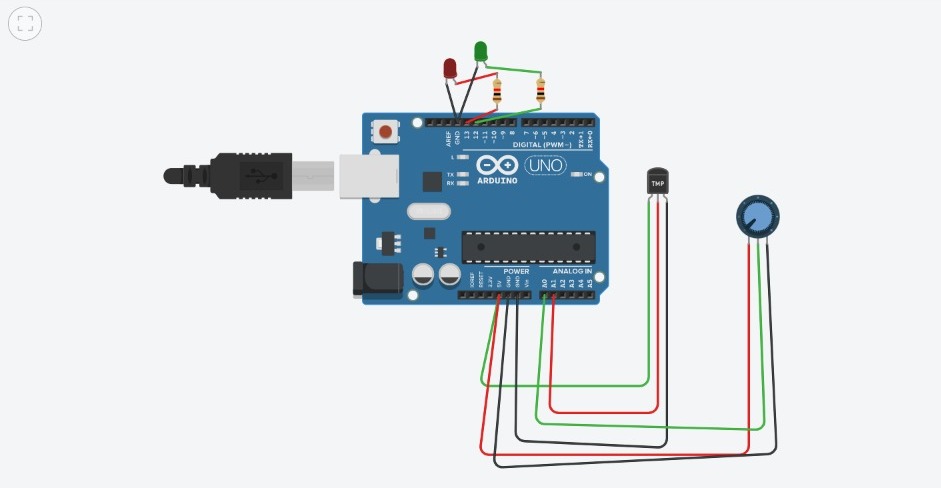 AREF
GND
13
12
~11
~10
~9
8
7
~6
~5
4
~3
2
TX→1
RX←0
DIGITAL (PWM~)
L
TX
RX
UNO
ARDUINO
ON
TMP
POWER
ANALOG IN
IOREF
RESET
3.3V
5V
GND
GND
Vin
A0
A1
A2
A3
A4
A5